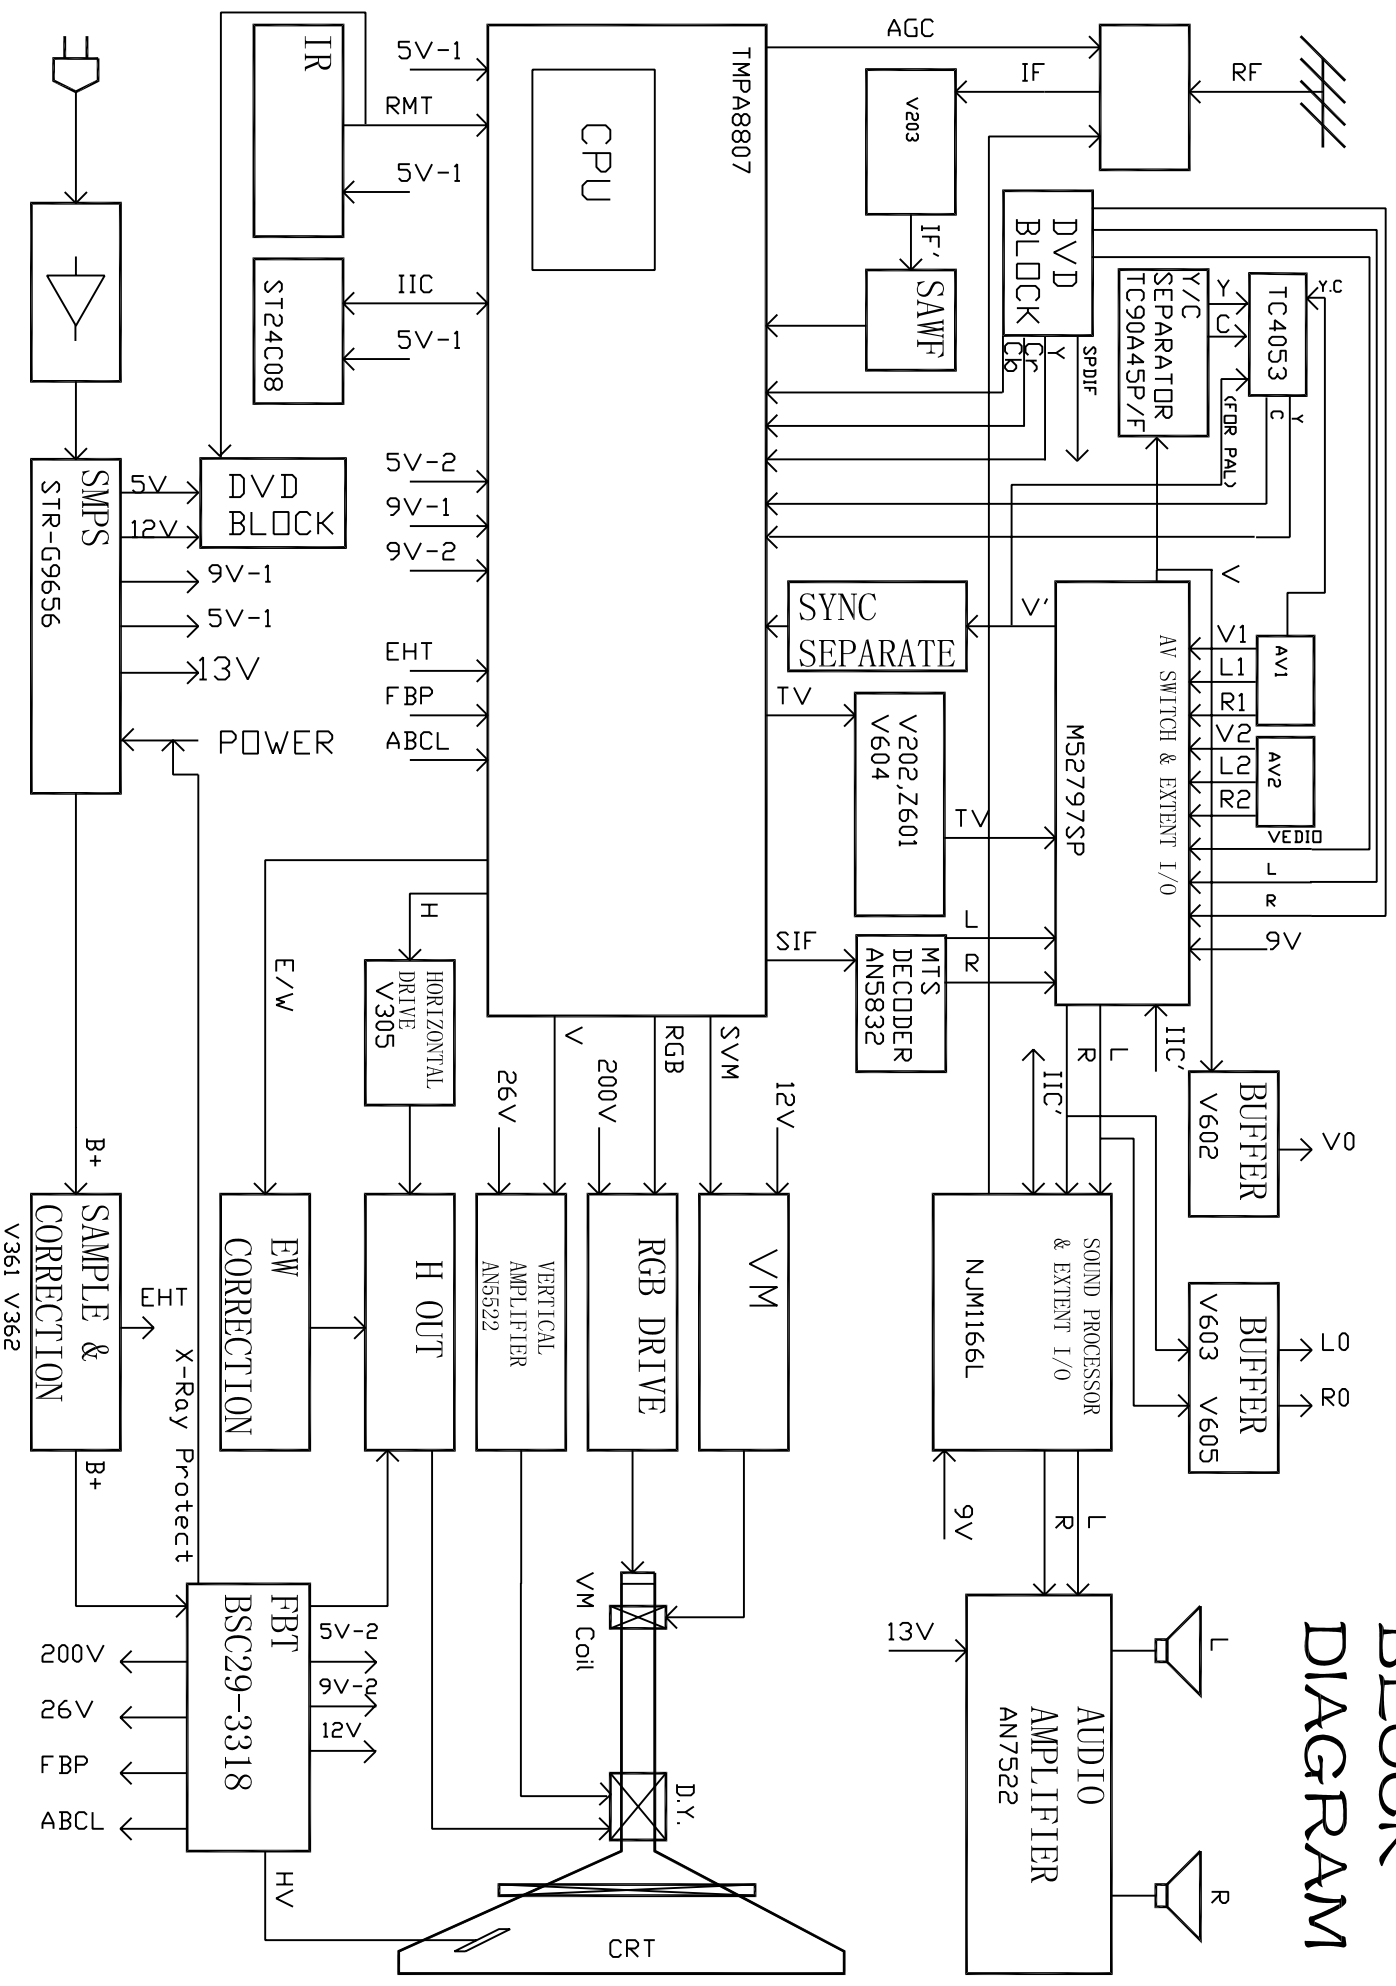 BLOCK
DIAGRAM
RF
AGC
IF
V203
IF'
SAWF
TMPA8807
CPU
5V-1
RMT
5V-1
IR
IIC
5V-1
ST24C08
DVD
BLOCK
Cb
Cr
Y
SPDIF
Y/C
SEPARATOR
TC90A45P/F
Y
C
TC4053
Y.C
(FOR PAL)
C
Y
SMPS
STR-G9656
5V
12V
DVD
BLOCK
9V-1
5V-1
13V
POWER
5V-2
9V-1
9V-2
EHT
FBP
ABCL
SYNC
SEPARATE
V'
V
AV SWITCH & EXTENT I/O
M52797SP
V1
L1
R1
AV1
V2
L2
R2
AV2
VEDIO
L
R
9V
TV
V202,Z601
V604
TV
SIF
MTS
DECODER
AN5832
L
R
E/W
H
HORIZONTAL
DRIVE
V305
V
RGB
SVM
26V
200V
12V
IIC'
L
R
IIC'
BUFFER
V602
VO
B+
SAMPLE &
CORRECTION
V361 V362
EHT
EW
CORRECTION
H OUT
VERTICAL
AMPLIFIER
AN5522
RGB DRIVE
VM
SOUND PROCESSOR
& EXTENT I/O
NJM1166L
BUFFER
V603 V605
LO
RO
B+
X-Ray Protect
9V
L
R
FBT
BSC29-3318
5V-2
9V-2
12V
200V
26V
FBP
ABCL
HV
VM Coil
D.Y.
CRT
13V
AUDIO
AMPLIFIER
AN7522
L
R